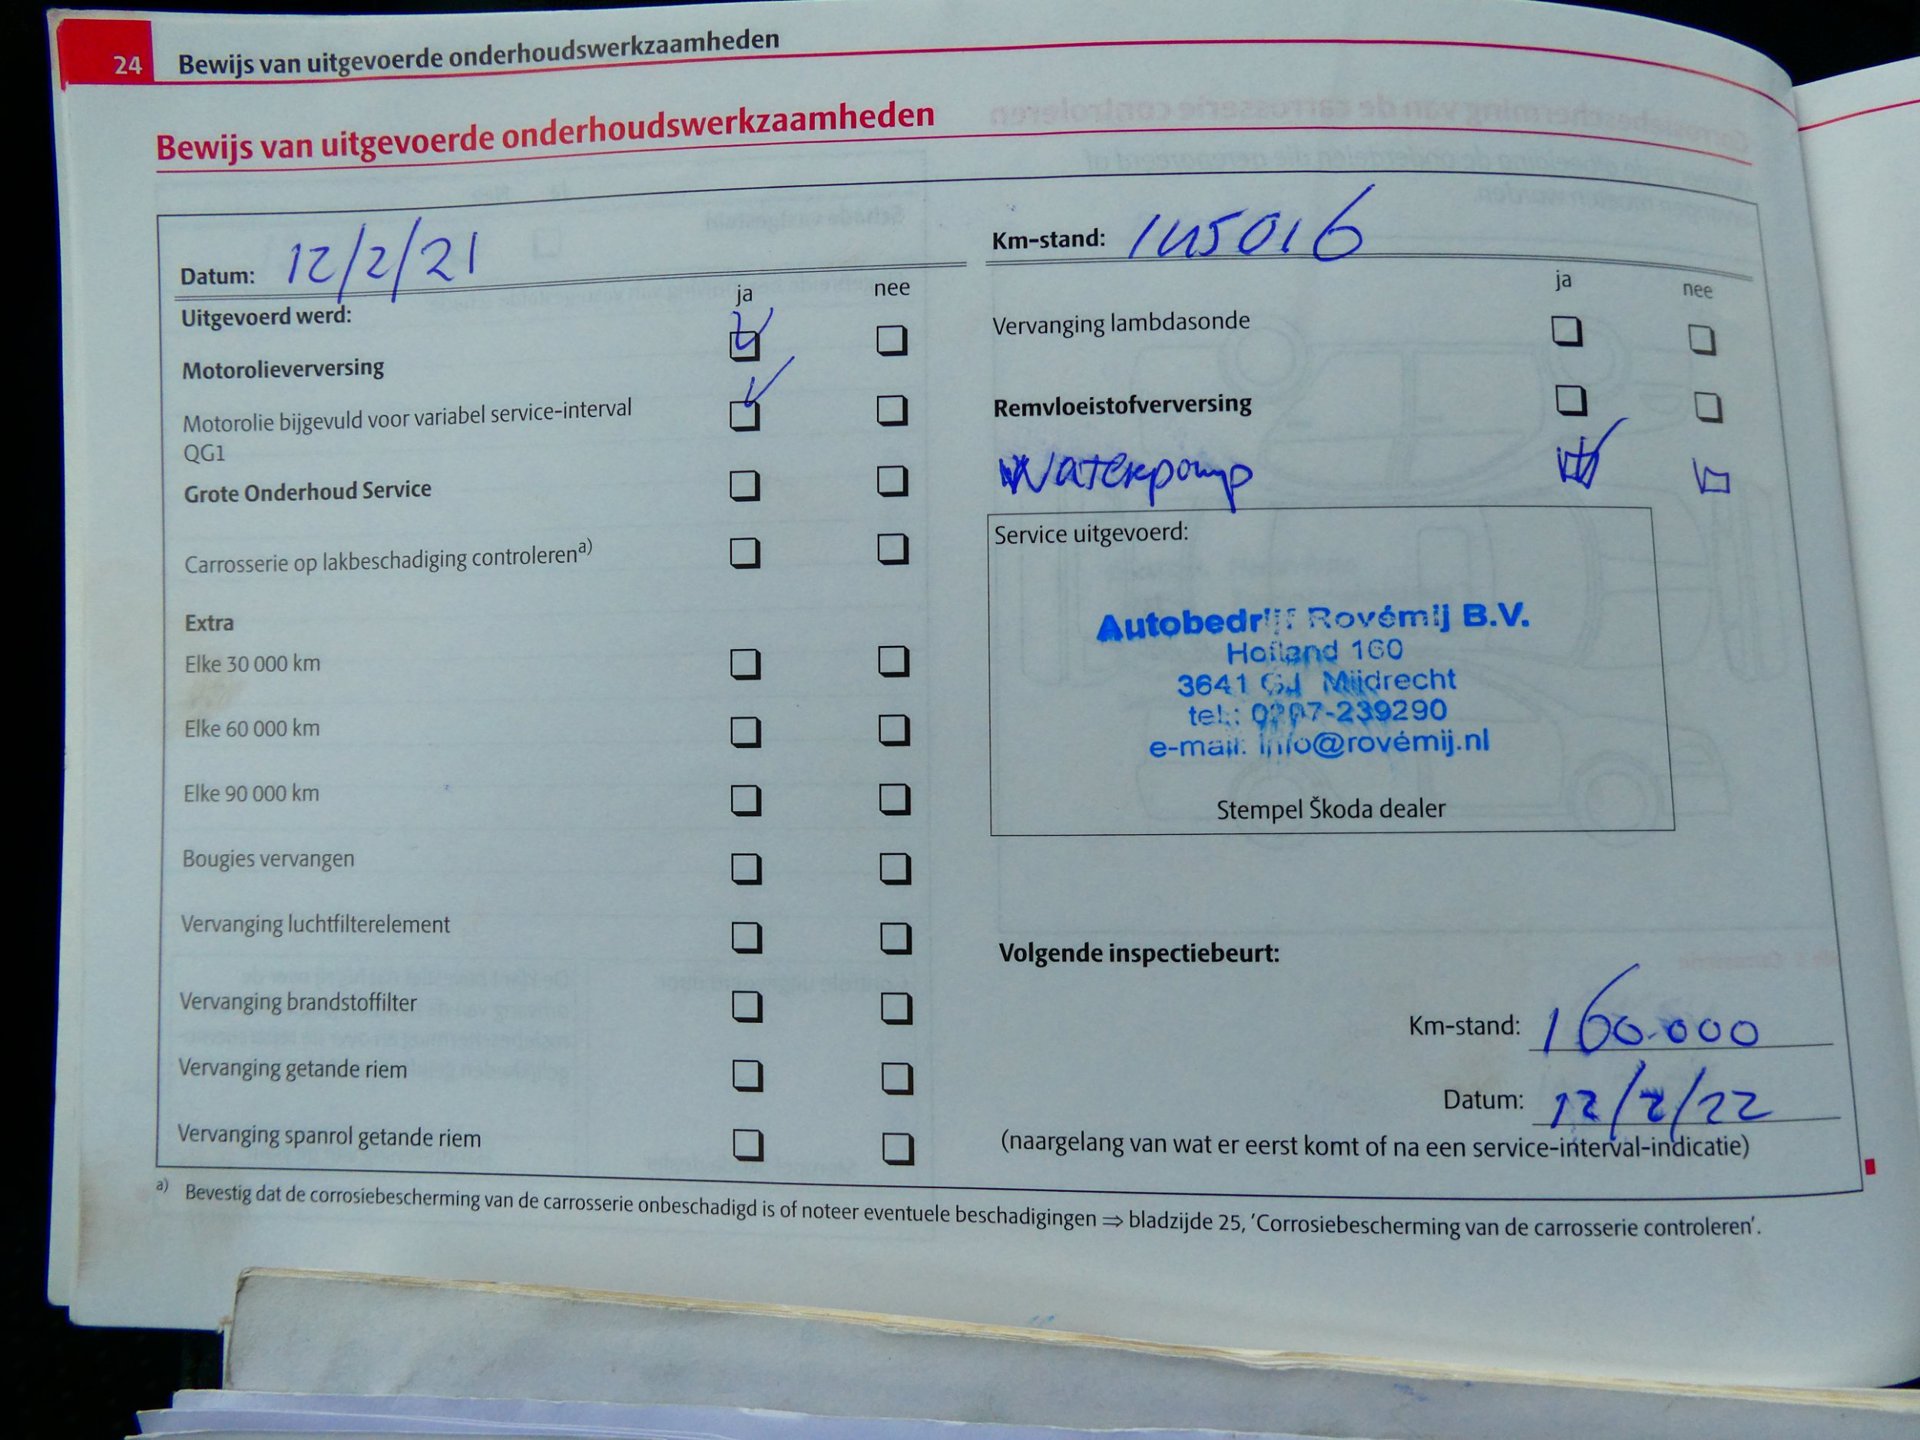 24 Bewijs van uitgevoerde onderhoudswerkzaamheden
Bewijs van uitgevoerde onderhoudswerkzaamheden
Datum: 12/2/21
ja nee
Uitgevoerd werd:
Motorolieverversing
Motorolie bijgevuld voor variabel service-interval
QG1
Grote Onderhoud Service
Carrosserie op lakbeschadiging controleren a)
Extra
Elke 30 000 km
Elke 60 000 km
Elke 90 000 km
Bougies vervangen
Vervanging luchtfilterelement
Vervanging brandstoffilter
Vervanging getande riem
Vervanging spanrol getande riem
Km-stand: 145016
ja nee
Vervanging lambdasonde
Remvloeistofverversing
Waterpomp
Service uitgevoerd:
Autobedrijf Rovémij B.V.
Holland 160
3641 GJ Mijdrecht
tel.: 0297-239290
e-mail: info@rovémij.nl
Stempel Škoda dealer
Volgende inspectiebeurt:
Km-stand: 160.000
Datum: 12/2/22
(naargelang van wat er eerst komt of na een service-interval-indicatie)
a) Bevestig dat de corrosiebescherming van de carrosserie onbeschadigd is of noteer eventuele beschadigingen ⇒ bladzijde 25, 'Corrosiebescherming van de carrosserie controleren'.